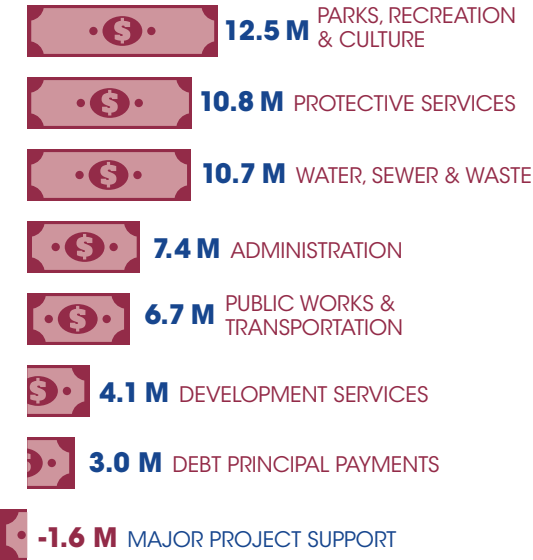 $ 12.5 M PARKS, RECREATION
& CULTURE
$ 10.8 M PROTECTIVE SERVICES
$ 10.7 M WATER, SEWER & WASTE
$ 7.4 M ADMINISTRATION
$ 6.7 M PUBLIC WORKS &
TRANSPORTATION
$ 4.1 M DEVELOPMENT SERVICES
$ 3.0 M DEBT PRINCIPAL PAYMENTS
-1.6 M MAJOR PROJECT SUPPORT